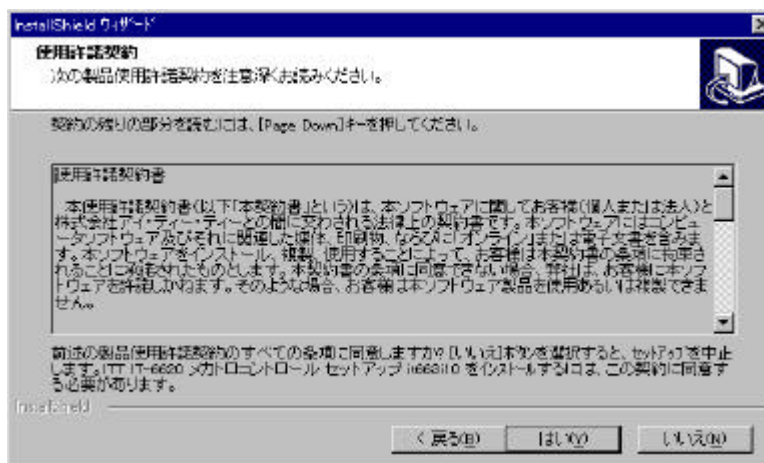 InstallShield ウィザード
使用許諾契約
次の製品使用許諾契約を注意深くお読みください。
契約の残りの部分を読むには、[Page Down]キーを押してください。
使用許諾契約書
本使用許諾契約書(以下「本契約書」という)は、本ソフトウェアに関してお客様(個人または法人)と
株式会社アイ・ティー・ティーとの間に交わされる法律上の契約書です。本ソフトウェアにはコンピュ
ータソフトウェア及びそれに関連した媒体、印刷物、ならびに「オンライン」または電子文書を含みま
す。本ソフトウェアをインストール、複製、使用することによって、お客様は本契約書の条項に拘束さ
れることに承諾されたものとします。本契約書の条項に同意できない場合、弊社は、お客様に本ソフ
トウェアを許諾しかねます。そのような場合、お客様は本ソフトウェア製品を使用あるいは複製できま
せん。
前述の製品使用許諾契約のすべての条項に同意しますか? [いいえ]ボタンを選択すると、セットアップを中止
します。ITT IT-6620 メカトロコントロール セットアップ をインストールするには、この契約に同意す
る必要があります。
InstallShield
< 戻る(B)
はい(Y)
いいえ(N)